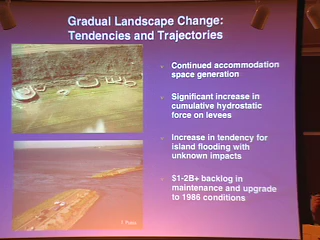 Gradual Landscape Change:
Tendencies and Trajectories
Continued accommodation
space generation
Significant increase in
cumulative hydrostatic
force on levees
Increase in tendency for
island flooding with
unknown impacts
$1-2B+ backlog in
maintenance and upgrade
to 1986 conditions